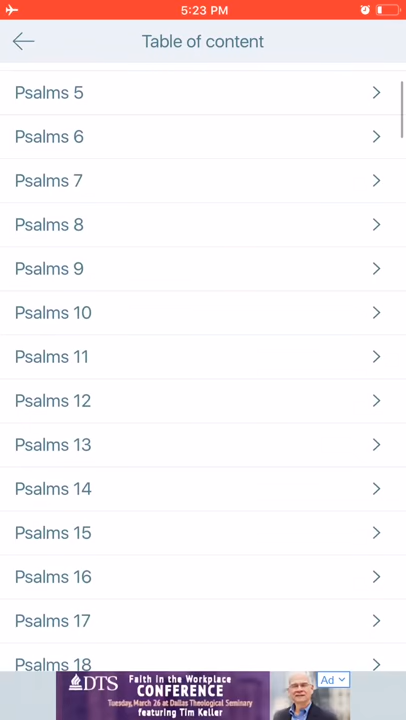 5:23 PM
Table of content
Psalms 5
Psalms 6
Psalms 7
Psalms 8
Psalms 9
Psalms 10
Psalms 11
Psalms 12
Psalms 13
Psalms 14
Psalms 15
Psalms 16
Psalms 17
Psalms 18
DTS
Faith in the Workplace
CONFERENCE
Tuesday, March 26 at Dallas Theological Seminary
featuring Tim Keller
Ad